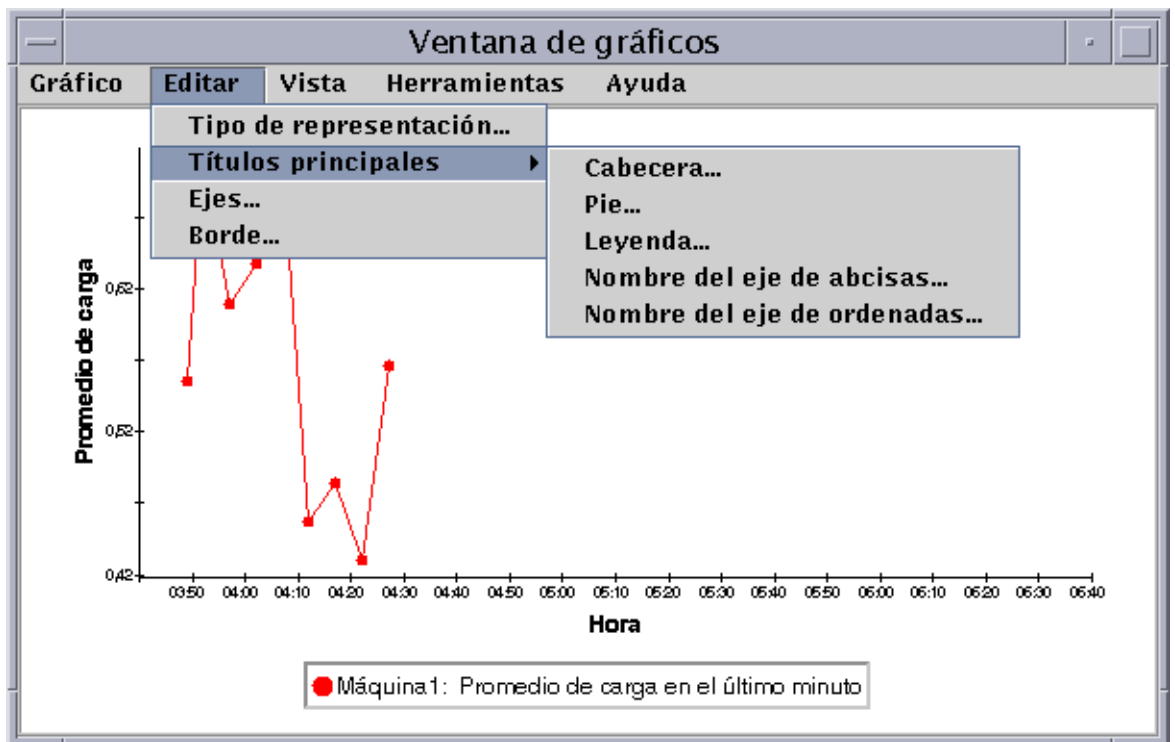 Ventana de gráficos
Gráfico Editar Vista Herramientas Ayuda
Tipo de representación...
Títulos principales
Ejes...
Borde...
Cabecera...
Pie...
Leyenda...
Nombre del eje de abcisas...
Nombre del eje de ordenadas...
Promedio de carga
0,62
0,52
0,42
03:50 04:00 04:10 04:20 04:30 04:40 04:50 05:00 05:10 05:20 05:30 05:40 05:50 06:00 06:10 06:20 06:30 06:40
Hora
Máquina1: Promedio de carga en el último minuto